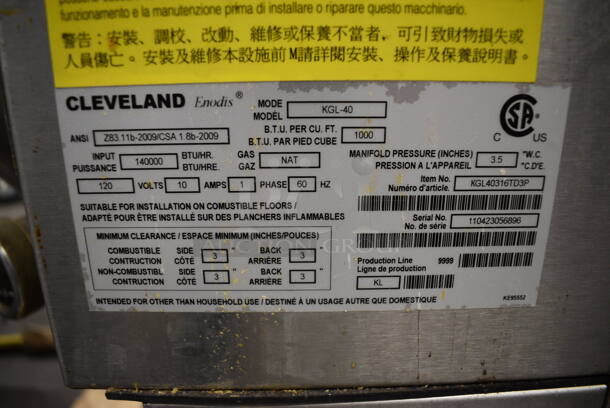 funzionamento e la manutenzione prima di installare o riparare questo macchinario.
警告：安裝、調校、改動、維修或保養不當者，可引致財物損失或
人員傷亡。安裝及維修本設施前M請詳閱安裝、操作及保養說明書。
CLEVELAND Enodis®
MODE MODÈL KGL-40
ANSI Z83.11b-2009/CSA 1.8b-2009
B.T.U. PER CU. FT. B.T.U. PAR PIED CUBE 1000
C SA US
INPUT PUISSANCE 140000 BTU/HR. BTU/HR. GAS GAZ NAT
MANIFOLD PRESSURE (INCHES) PRESSION A L'APPAREIL 3.5 "W.C. "C.D'E.
120 VOLTS 10 AMPS 1 PHASE 60 HZ
Item No. Numéro d'article. KGL40316TD3P
SUITABLE FOR INSTALLATION ON COMUSTIBLE FLOORS /
ADAPTÉ POUR ÊTRE INSTALLÉ SUR DES PLANCHERS INFLAMMABLES
Serial No. No. de série 110423056896
MINIMUM CLEARANCE / ESPACE MINIMUM (INCHES/POUCES)
COMBUSTIBLE CONSTRUCTION SIDE CÔTÉ 3 " BACK ARRIÈRE 3 "
NON-COMBUSTIBLE CONSTRUCTION SIDE CÔTÉ 3 " BACK ARRIÈRE 3 "
Production Line Ligne de production 9999
KL
INTENDED FOR OTHER THAN HOUSEHOLD USE / DESTINÉ À UN USAGE AUTRE QUE DOMESTIQUE
KE95552